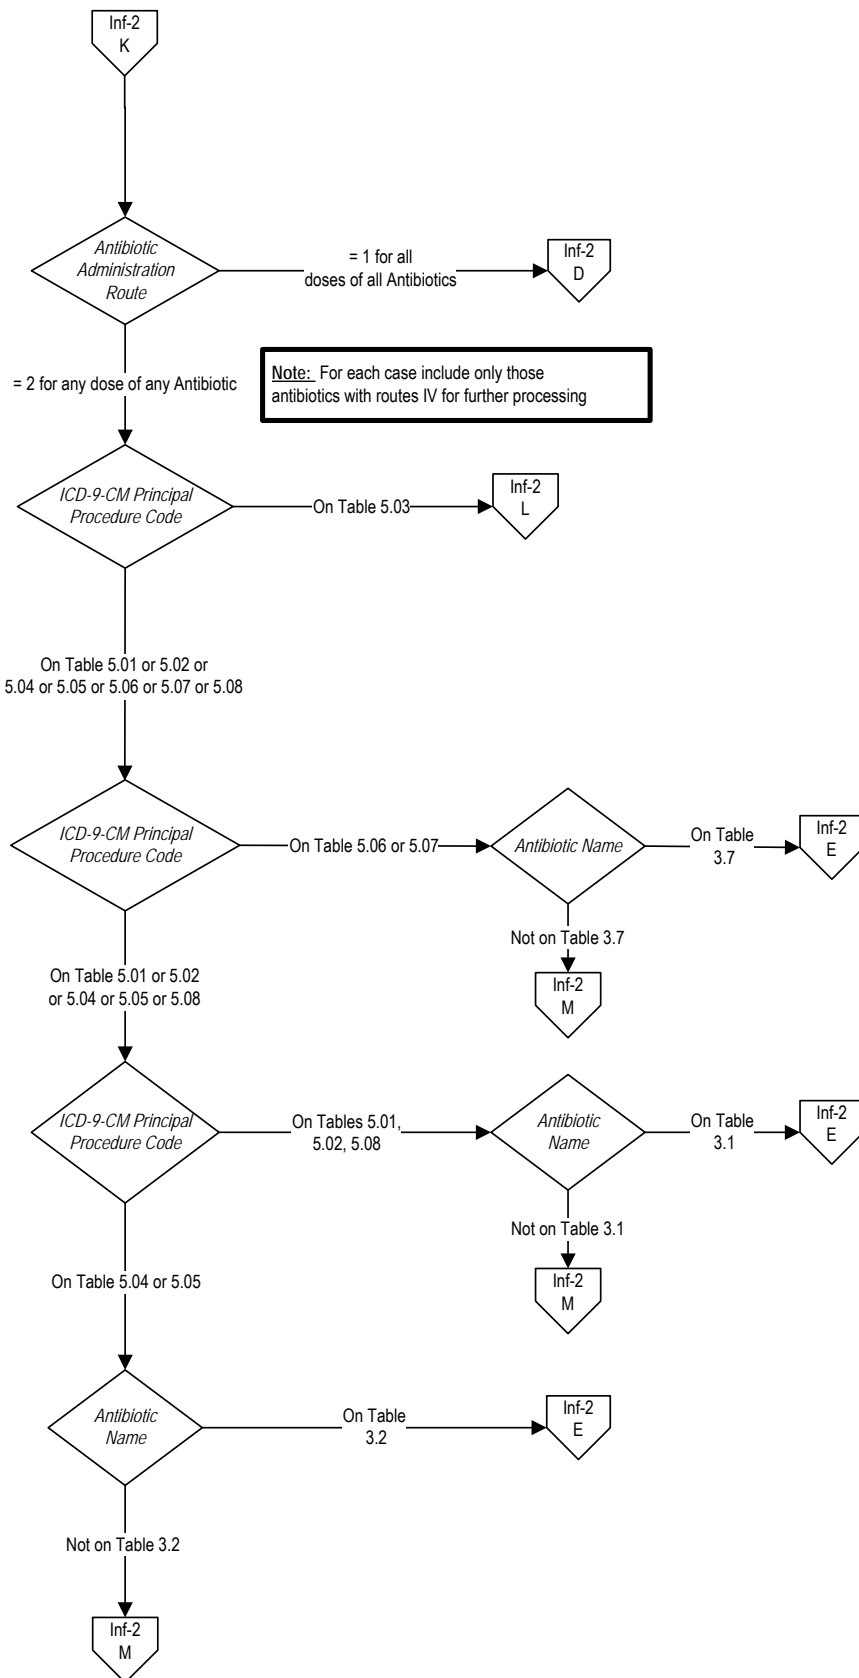 Inf-2
K
Antibiotic
Administration
Route
= 1 for all
doses of all Antibiotics
Inf-2
D
= 2 for any dose of any Antibiotic
Note: For each case include only those
antibiotics with routes IV for further processing
ICD-9-CM Principal
Procedure Code
On Table 5.03
Inf-2
L
On Table 5.01 or 5.02 or
5.04 or 5.05 or 5.06 or 5.07 or 5.08
ICD-9-CM Principal
Procedure Code
On Table 5.06 or 5.07
Antibiotic Name
On Table
3.7
Inf-2
E
Not on Table 3.7
Inf-2
M
On Table 5.01 or 5.02
or 5.04 or 5.05 or 5.08
ICD-9-CM Principal
Procedure Code
On Tables 5.01,
5.02, 5.08
Antibiotic
Name
On Table
3.1
Inf-2
E
Not on Table 3.1
Inf-2
M
On Table 5.04 or 5.05
Antibiotic
Name
On Table
3.2
Inf-2
E
Not on Table 3.2
Inf-2
M